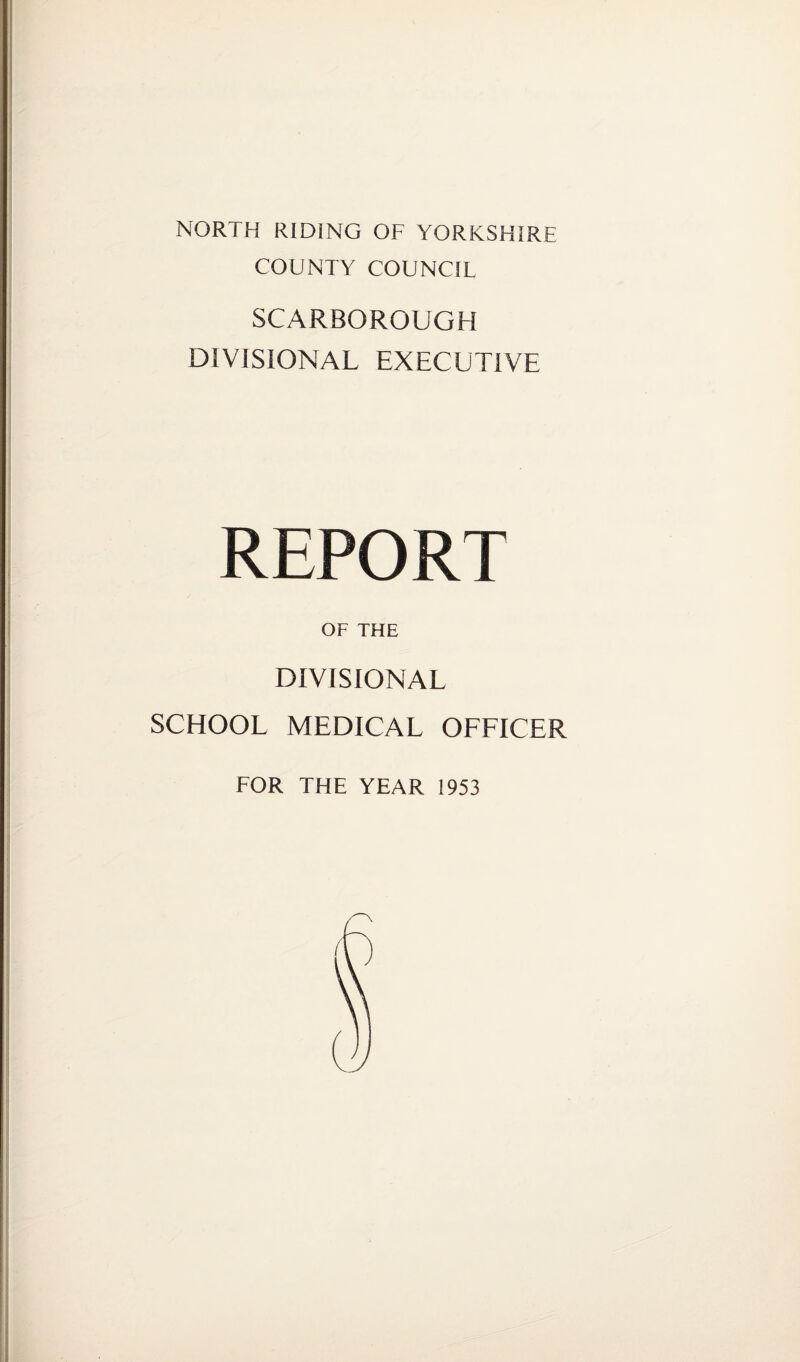 NORTH RIDING OF YORKSHIRE
COUNTY COUNCIL
SCARBOROUGH
DIVISIONAL EXECUTIVE
REPORT
OF THE
DIVISIONAL
SCHOOL MEDICAL OFFICER
FOR THE YEAR 1953